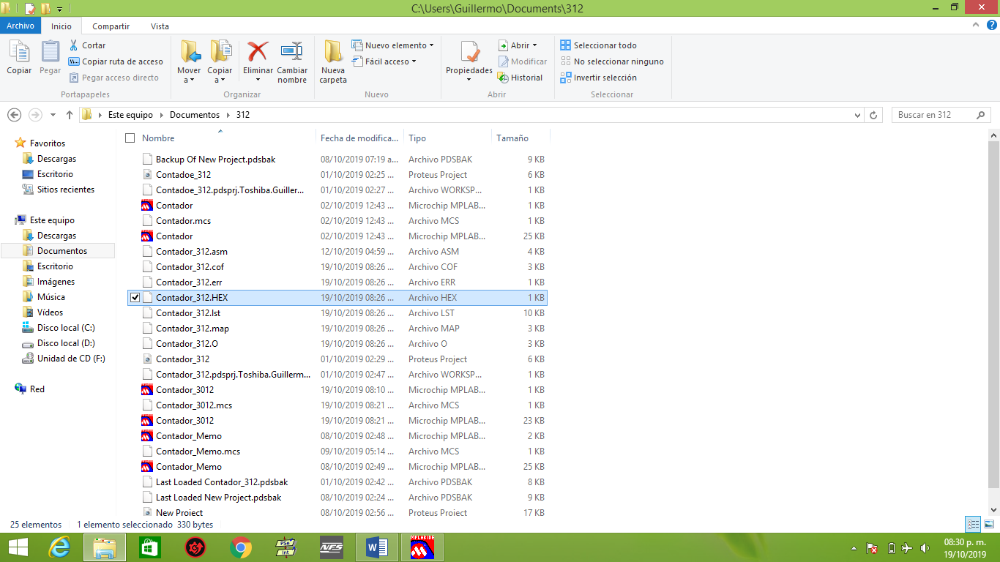 C:\Users\Guillermo\Documents\312
Archivo Inicio Compartir Vista
Copiar
Pegar
Cortar
Copiar ruta de acceso
Pegar acceso directo
Portapapeles
Mover a
Copiar a
Eliminar
Cambiar nombre
Organizar
Nueva carpeta
Nuevo elemento
Fácil acceso
Nuevo
Propiedades
Abrir
Modificar
Historial
Abrir
Seleccionar todo
No seleccionar ninguno
Invertir selección
Seleccionar
Este equipo Documentos 312
Buscar en 312
Favoritos
Descargas
Escritorio
Sitios recientes
Este equipo
Descargas
Documentos
Escritorio
Imágenes
Música
Vídeos
Disco local (C:)
Disco local (D:)
Unidad de CD (F:)
Red
Nombre Fecha de modifica... Tipo Tamaño
Backup Of New Project.pdsbak 08/10/2019 07:19 a... Archivo PDSBAK 9 KB
Contadoe_312 01/10/2019 02:25 ... Proteus Project 6 KB
Contadoe_312.pdsprj.Toshiba.Guiller... 01/10/2019 02:27 ... Archivo WORKSP... 1 KB
Contador 02/10/2019 12:43 ... Microchip MPLAB... 1 KB
Contador.mcs 02/10/2019 12:43 ... Archivo MCS 1 KB
Contador 02/10/2019 12:43 ... Microchip MPLAB... 25 KB
Contador_312.asm 12/10/2019 04:59 ... Archivo ASM 4 KB
Contador_312.cof 19/10/2019 08:26 ... Archivo COF 3 KB
Contador_312.err 19/10/2019 08:26 ... Archivo ERR 1 KB
Contador_312.HEX 19/10/2019 08:26 ... Archivo HEX 1 KB
Contador_312.lst 19/10/2019 08:26 ... Archivo LST 10 KB
Contador_312.map 19/10/2019 08:26 ... Archivo MAP 3 KB
Contador_312.O 19/10/2019 08:26 ... Archivo O 3 KB
Contador_312 01/10/2019 02:29 ... Proteus Project 6 KB
Contador_312.pdsprj.Toshiba.Guillerm... 01/10/2019 02:47 ... Archivo WORKSP... 1 KB
Contador_3012 19/10/2019 08:10 ... Microchip MPLAB... 1 KB
Contador_3012.mcs 19/10/2019 08:21 ... Archivo MCS 1 KB
Contador_3012 19/10/2019 08:21 ... Microchip MPLAB... 23 KB
Contador_Memo 08/10/2019 02:48 ... Microchip MPLAB... 2 KB
Contador_Memo.mcs 09/10/2019 05:14 ... Archivo MCS 1 KB
Contador_Memo 08/10/2019 02:49 ... Microchip MPLAB... 25 KB
Last Loaded Contador_312.pdsbak 01/10/2019 02:42 ... Archivo PDSBAK 8 KB
Last Loaded New Project.pdsbak 08/10/2019 02:24 ... Archivo PDSBAK 9 KB
New Project 08/10/2019 02:56 ... Proteus Project 17 KB
25 elementos 1 elemento seleccionado 330 bytes
PSe Int
NFS
MPLAB IDE
08:30 p. m.
19/10/2019